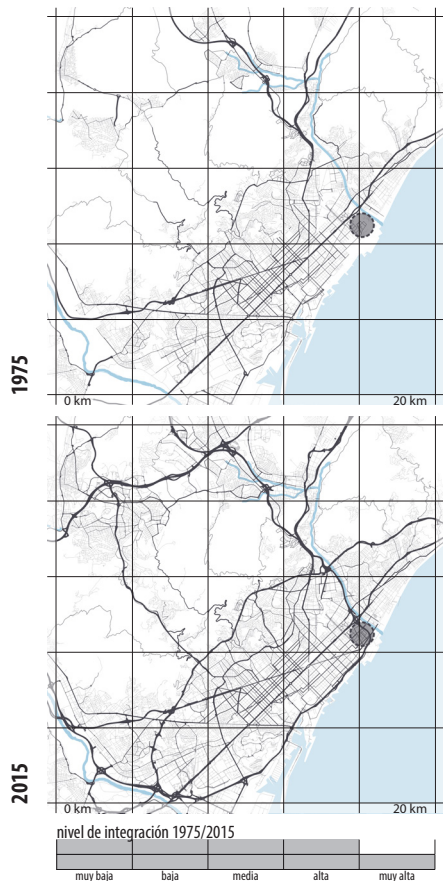 1975
0 km
20 km
2015
0 km
20 km
nivel de integración 1975/2015
muy baja
baja
media
alta
muy alta